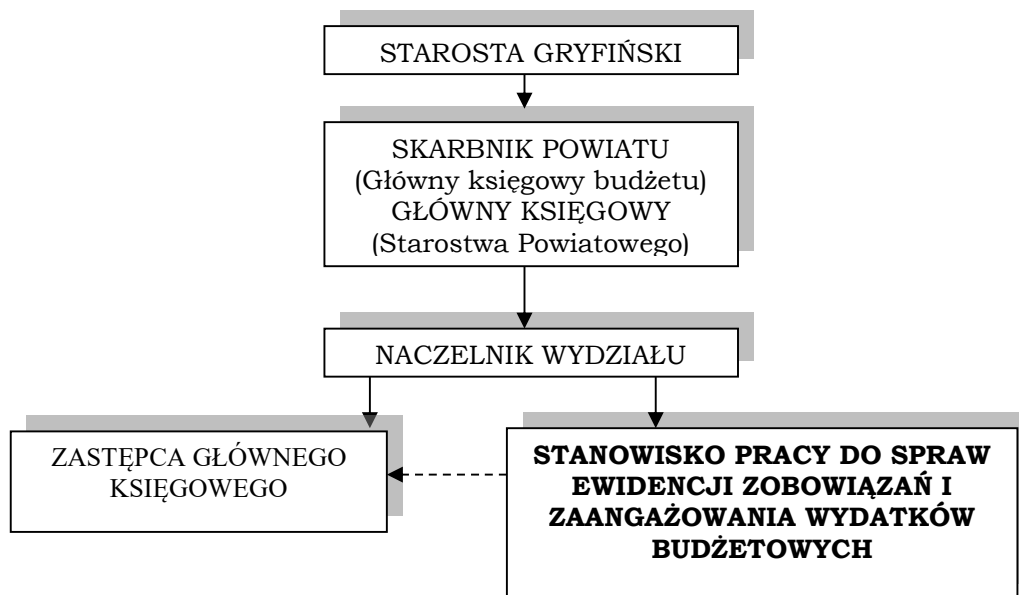 STAROSTA GRYFIŃSKI
SKARBNIK POWIATU
(Główny księgowy budżetu)
GŁÓWNY KSIĘGOWY
(Starostwa Powiatowego)
NACZELNIK WYDZIAŁU
ZASTĘPCA GŁÓWNEGO
KSIĘGOWEGO
STANOWISKO PRACY DO SPRAW
EWIDENCJI ZOBOWIĄZAŃ I
ZAANGAŻOWANIA WYDATKÓW
BUDŻETOWYCH